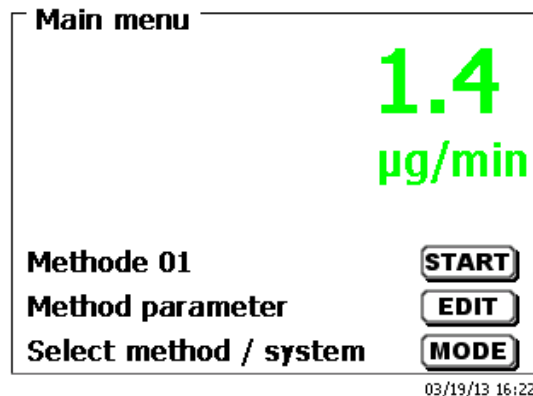 Main menu
1.4
µg/min
Methode 01 START
Method parameter EDIT
Select method / system MODE
03/19/13 16:22